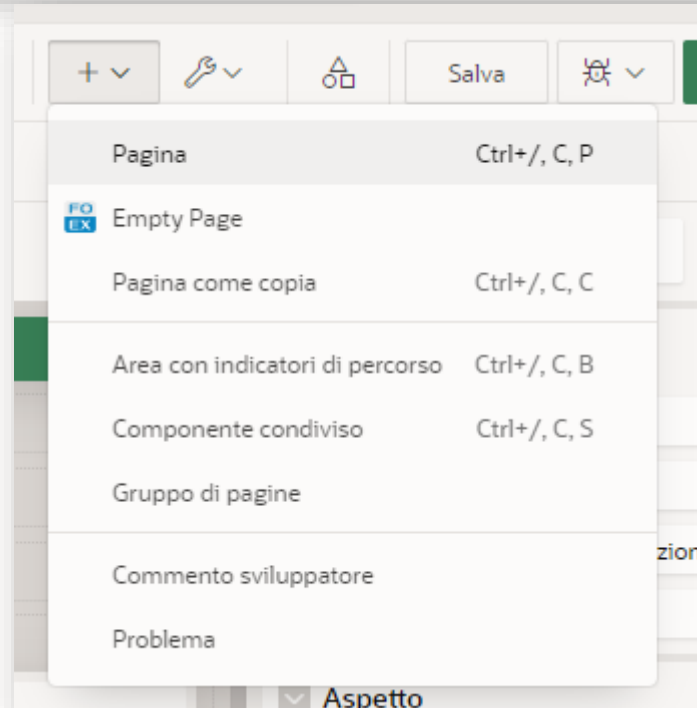 Salva
Pagina Ctrl+/, C, P
FO
EX
Empty Page
Pagina come copia Ctrl+/, C, C
Area con indicatori di percorso Ctrl+/, C, B
Componente condiviso Ctrl+/, C, S
Gruppo di pagine
zion
Commento sviluppatore
Problema
Aspetto